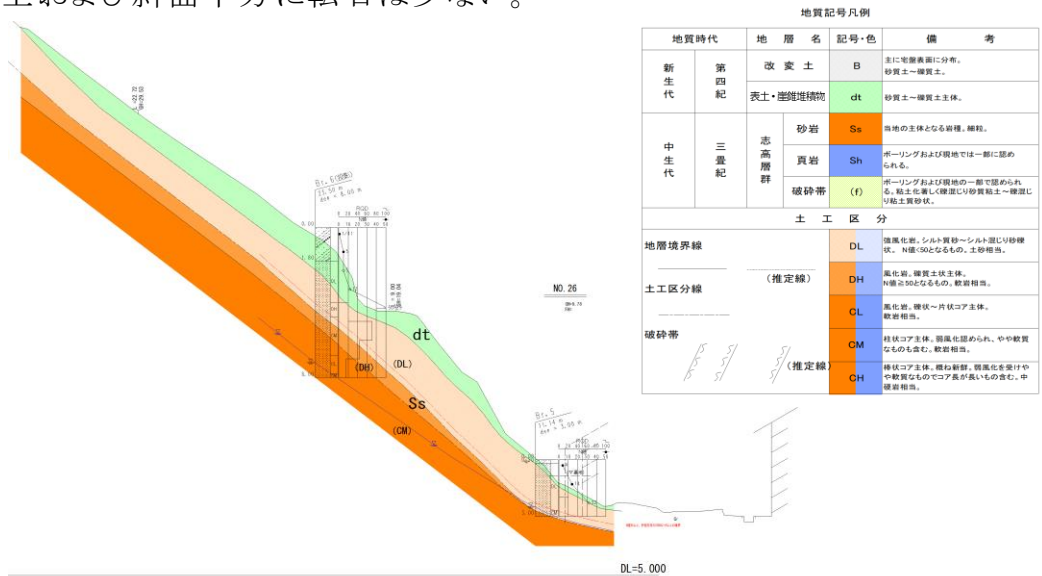 および斜面下方に転石は少ない。
地質記号凡例
地質時代 地層名 記号・色 備考
新生代 第四紀 改変土 B 主に宅盤表面に分布。
砂質土～礫質土。
表土・崖錐堆積物 dt 砂質土～礫質土主体。
中生代 三畳紀 志高層群 砂岩 Ss 当地の主体となる岩種。細粒。
頁岩 Sh ボーリングおよび現地では一部に認め
られる。
破砕帯 (f) ボーリングおよび現地の一部で認められ
る。粘土化著しく礫混じり砂質粘土～礫混じ
り粘土質砂状。
土工区分
地層境界線
(推定線)
土工区分線
破砕帯
(推定線)
DL 強風化岩。シルト質砂～シルト混じり砂礫
状。 N値<50となるもの。土砂相当。
DH 風化岩。礫質土状主体。
N値≧50となるもの。軟岩相当。
CL 風化岩。礫状～片状コア主体。
軟岩相当。
CM 柱状コア主体。弱風化認められ、やや軟質
なものも含む。軟岩相当。
CH 棒状コア主体。概ね新鮮。弱風化を受けや
や軟質なものでコア長が長いもの含む。中
硬岩相当。
NO.26
dt
(DL)
(DH)
Ss
(CM)
Br.5
DL=5.000